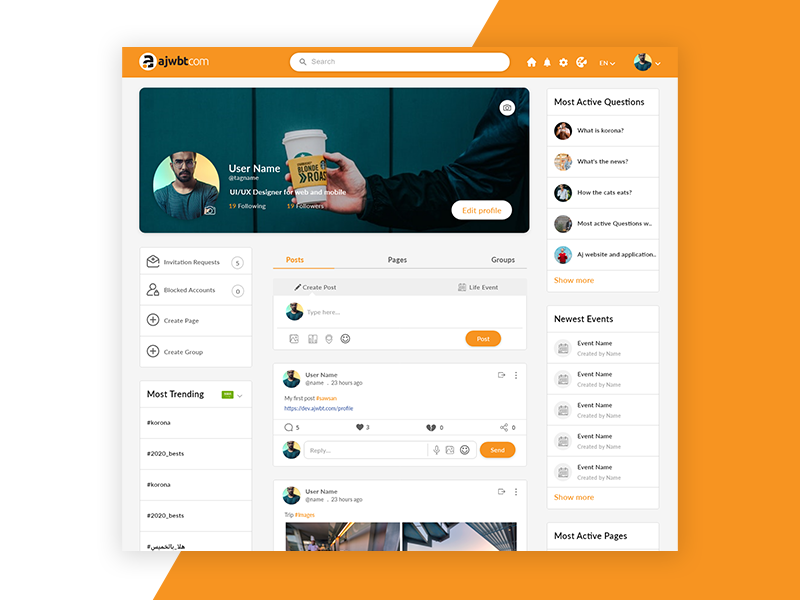 ajwbtcom
Search
EN
User Name
@tagname
UI/UX Designer for web and mobile
19 Following
19 Followers
BLONDE
ROAS
Edit profile
Invitation Requests
5
Blocked Accounts
0
Create Page
Create Group
Most Trending
#korona
#2020_bests
#korona
#2020_bests
#هلا_بالخميس
Posts
Pages
Groups
Create Post
Life Event
Type here...
Post
User Name
@name . 23 hours ago
My first post #sawsan
https://dev.ajwbt.com/profile
5
3
0
0
Reply...
Send
User Name
@name . 23 hours ago
Trip #images
Most Active Questions
What is korona?
What's the news?
How the cats eats?
Most active Questions w..
Aj website and application..
Show more
Newest Events
Event Name
Created by Name
Event Name
Created by Name
Event Name
Created by Name
Event Name
Created by Name
Event Name
Created by Name
Show more
Most Active Pages